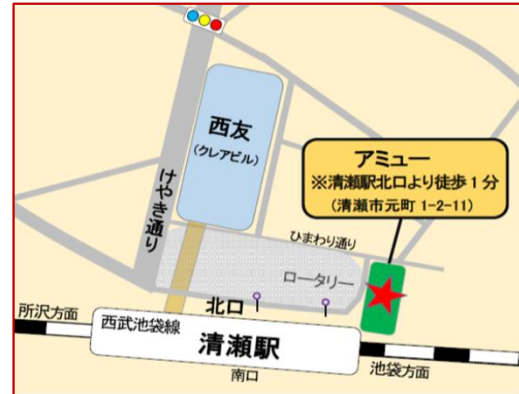 西友
(クレアビル)
けやき通り
アミュー
※清瀬駅北口より徒歩1分
(清瀬市元町 1-2-11)
ひまわり通り
ロータリー
北口
所沢方面
西武池袋線
清瀬駅
南口
池袋方面